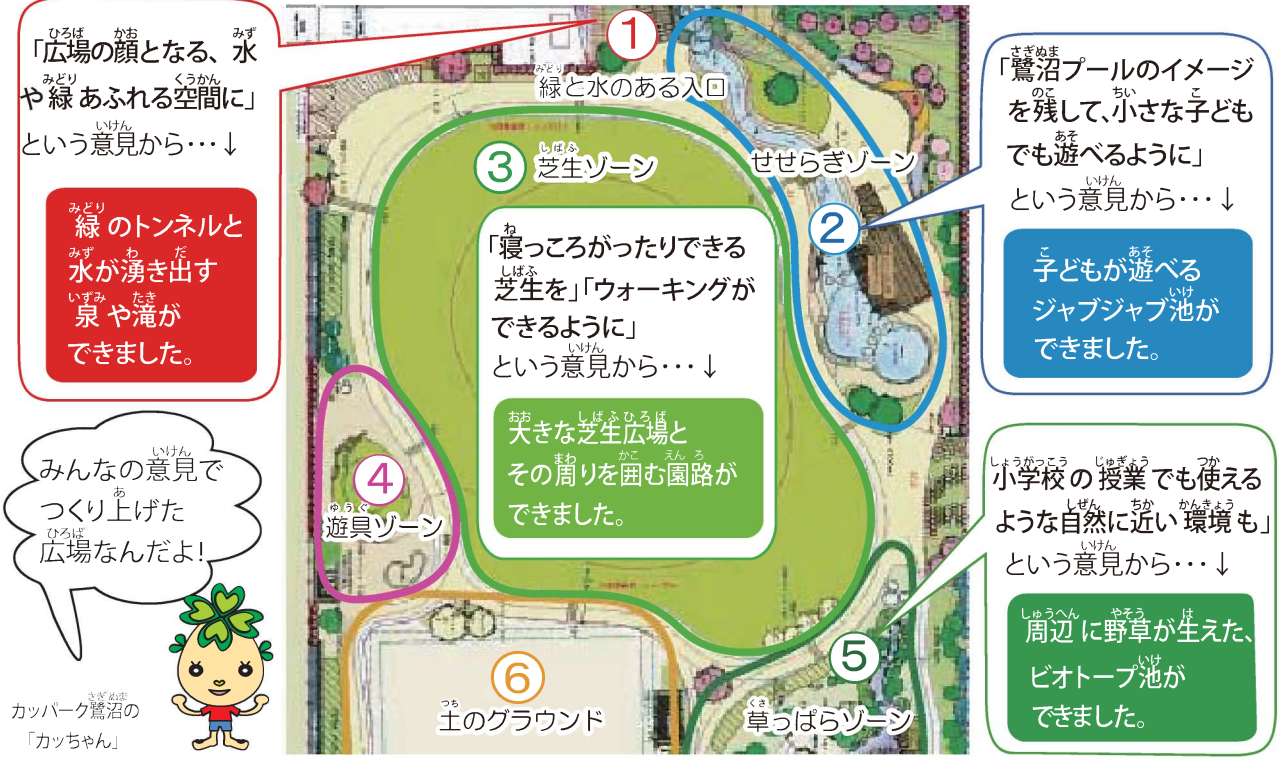 「広場の顔となる、水
や緑あふれる空間に」
という意見から･･･↓
緑のトンネルと
水が湧き出す
泉や滝が
できました。
①
緑と水のある入口
「鷺沼プールのイメージ
を残して、小さな子ども
でも遊べるように」
という意見から･･･↓
子どもが遊べる
ジャブジャブ池が
できました。
せせらぎゾーン
②
③
芝生ゾーン
「寝っころがったりできる
芝生を」「ウォーキングが
できるように」
という意見から･･･↓
大きな芝生広場と
その周りを囲む園路が
できました。
④
遊具ゾーン
みんなの意見で
つくり上げた
広場なんだよ!
カッパーク鷺沼の
「カッちゃん」
小学校の授業でも使える
ような自然に近い環境も」
という意見から･･･↓
周辺に野草が生えた、
ビオトープ池が
できました。
⑤
草っぱらゾーン
⑥
土のグラウンド